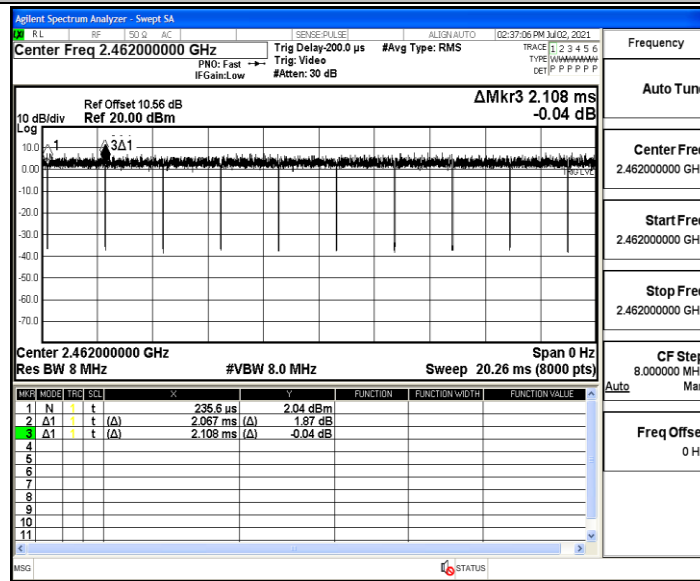 Agilent Spectrum Analyzer - Swept SA
RL RF 50 Ω AC SENSE:PULSE ALIGN AUTO 02:37:06 PM Jul 02, 2021
Center Freq 2.462000000 GHz
PNO: Fast
IFGain:Low
Trig Delay-200.0 µs
Trig: Video
#Atten: 30 dB
#Avg Type: RMS
TRACE 1 2 3 4 5 6
TYPE WWWWWW
DET P P P P P P
ΔMkr3 2.108 ms
-0.04 dB
Ref Offset 10.56 dB
10 dB/div Ref 20.00 dBm
Log
1
3Δ1
10.0
0.00
TRIG LVL
-10.0
-20.0
-30.0
-40.0
-50.0
-60.0
-70.0
Center 2.462000000 GHz Span 0 Hz
Res BW 8 MHz #VBW 8.0 MHz Sweep 20.26 ms (8000 pts)
MKR MODE TRC SCL X Y FUNCTION FUNCTION WIDTH FUNCTION VALUE
1 N 1 t 235.6 µs 2.04 dBm
2 Δ1 1 t (Δ) 2.067 ms (Δ) 1.87 dB
3 Δ1 1 t (Δ) 2.108 ms (Δ) -0.04 dB
4
5
6
7
8
9
10
11
MSG STATUS
Frequency
Auto Tun
Center Fre
2.462000000 GH
Start Fre
2.462000000 GH
Stop Fre
2.462000000 GH
CF Step
8.000000 MH
Auto Ma
Freq Offse
0 H